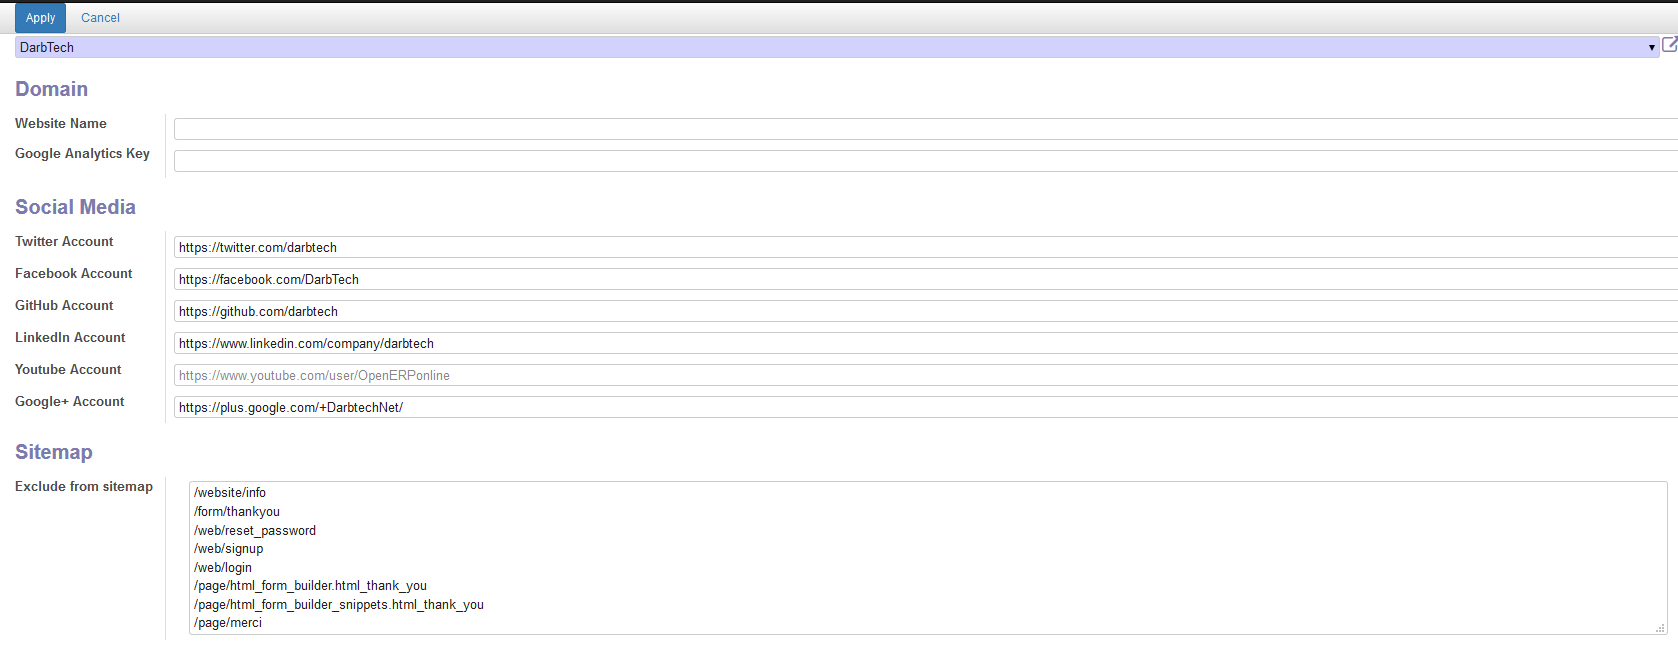 Apply Cancel
DarbTech
Domain
Website Name
Google Analytics Key
Social Media
Twitter Account https://twitter.com/darbtech
Facebook Account https://facebook.com/DarbTech
GitHub Account https://github.com/darbtech
LinkedIn Account https://www.linkedin.com/company/darbtech
Youtube Account https://www.youtube.com/user/OpenERPonline
Google+ Account https://plus.google.com/+DarbtechNet/
Sitemap
Exclude from sitemap /website/info
/form/thankyou
/web/reset_password
/web/signup
/web/login
/page/html_form_builder.html_thank_you
/page/html_form_builder_snippets.html_thank_you
/page/merci